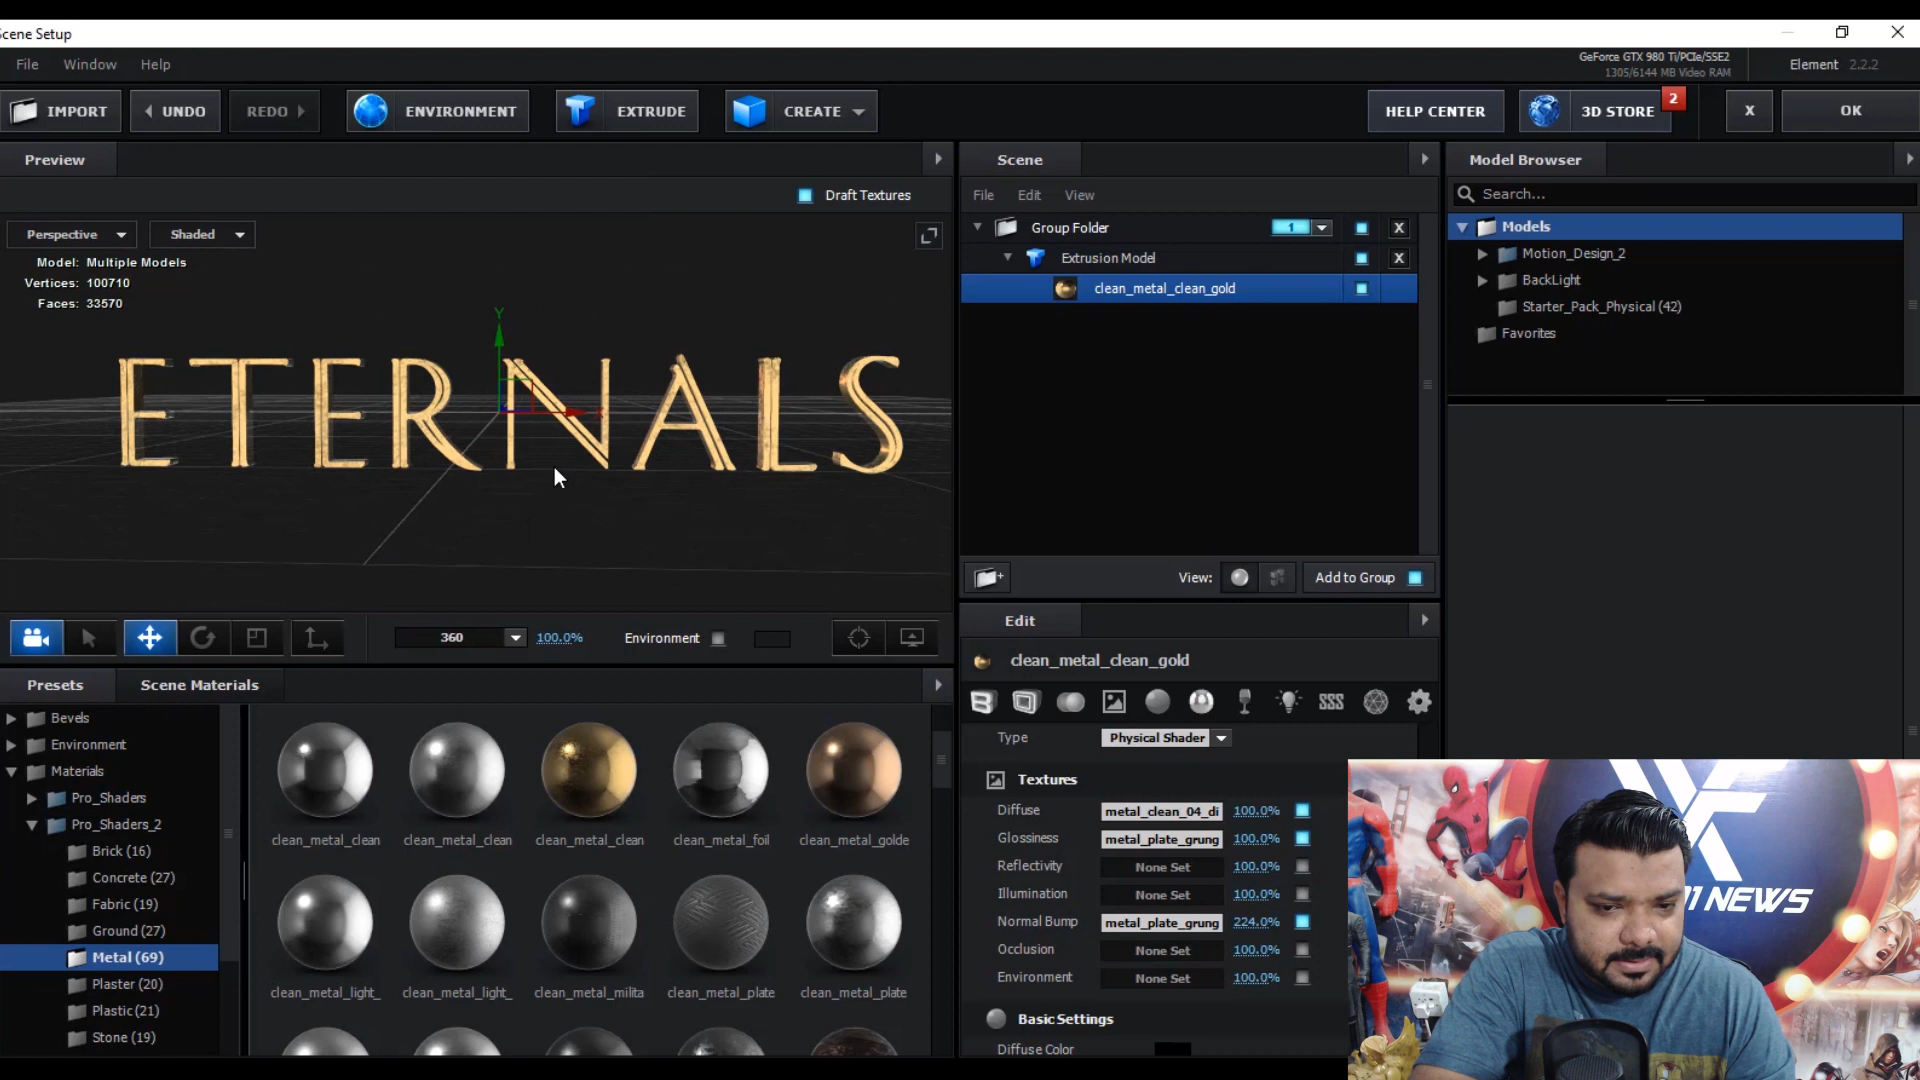 Scene Setup
File Window Help
GeForce GTX 980 Ti/PCIe/SSE2
1305/6144 MB Video RAM
Element 2.2.2
IMPORT UNDO REDO ENVIRONMENT EXTRUDE CREATE HELP CENTER 3D STORE 2 X OK
Preview
Draft Textures
Perspective Shaded
Model: Multiple Models
Vertices: 100710
Faces: 33570
Y
X
ETERNALS
360 100.0% Environment
Scene
File Edit View
Group Folder 1 X
Extrusion Model X
clean_metal_clean_gold
View: Add to Group
Model Browser
Search...
Models
Motion_Design_2
BackLight
Starter_Pack_Physical (42)
Favorites
Presets Scene Materials
Bevels
Environment
Materials
Pro_Shaders
Pro_Shaders_2
Brick (16)
Concrete (27)
Fabric (19)
Ground (27)
Metal (69)
Plaster (20)
Plastic (21)
Stone (19)
clean_metal_clean clean_metal_clean clean_metal_clean clean_metal_foil clean_metal_golde
clean_metal_light_ clean_metal_light_ clean_metal_milita clean_metal_plate clean_metal_plate
Edit
clean_metal_clean_gold
SSS
Type Physical Shader
Textures
Diffuse metal_clean_04_di 100.0%
Glossiness metal_plate_grung 100.0%
Reflectivity None Set 100.0%
Illumination None Set 100.0%
Normal Bump metal_plate_grung 224.0%
Occlusion None Set 100.0%
Environment None Set 100.0%
Basic Settings
Diffuse Color
NEWS